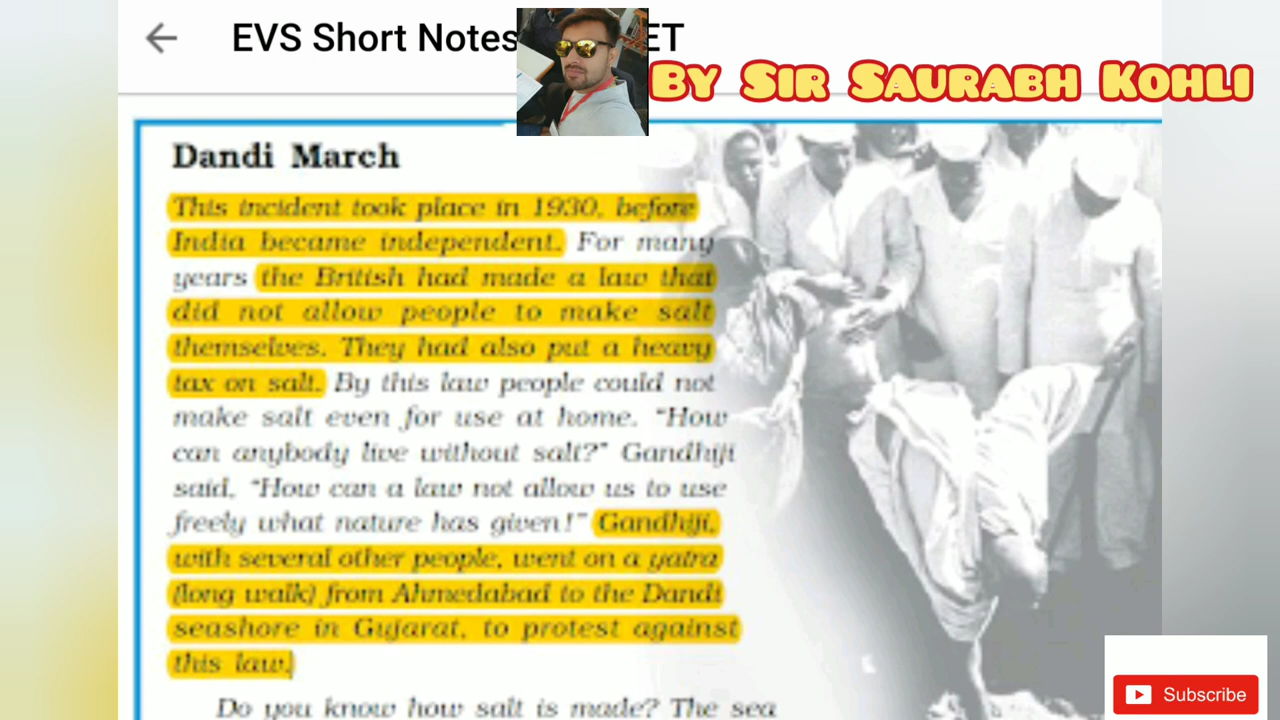 EVS Short Notes ET
By Sir Saurabh Kohli
Dandi March
This incident took place in 1930, before
India became independent. For many
years the British had made a law that
did not allow people to make salt
themselves. They had also put a heavy
tax on salt. By this law people could not
make salt even for use at home. “How
can anybody live without salt?” Gandhiji
said, “How can a law not allow us to use
freely what nature has given!” Gandhiji,
with several other people, went on a yatra
(long walk) from Ahmedabad to the Dandi
seashore in Gujarat, to protest against
this law.
Do you know how salt is made? The sea
Subscribe